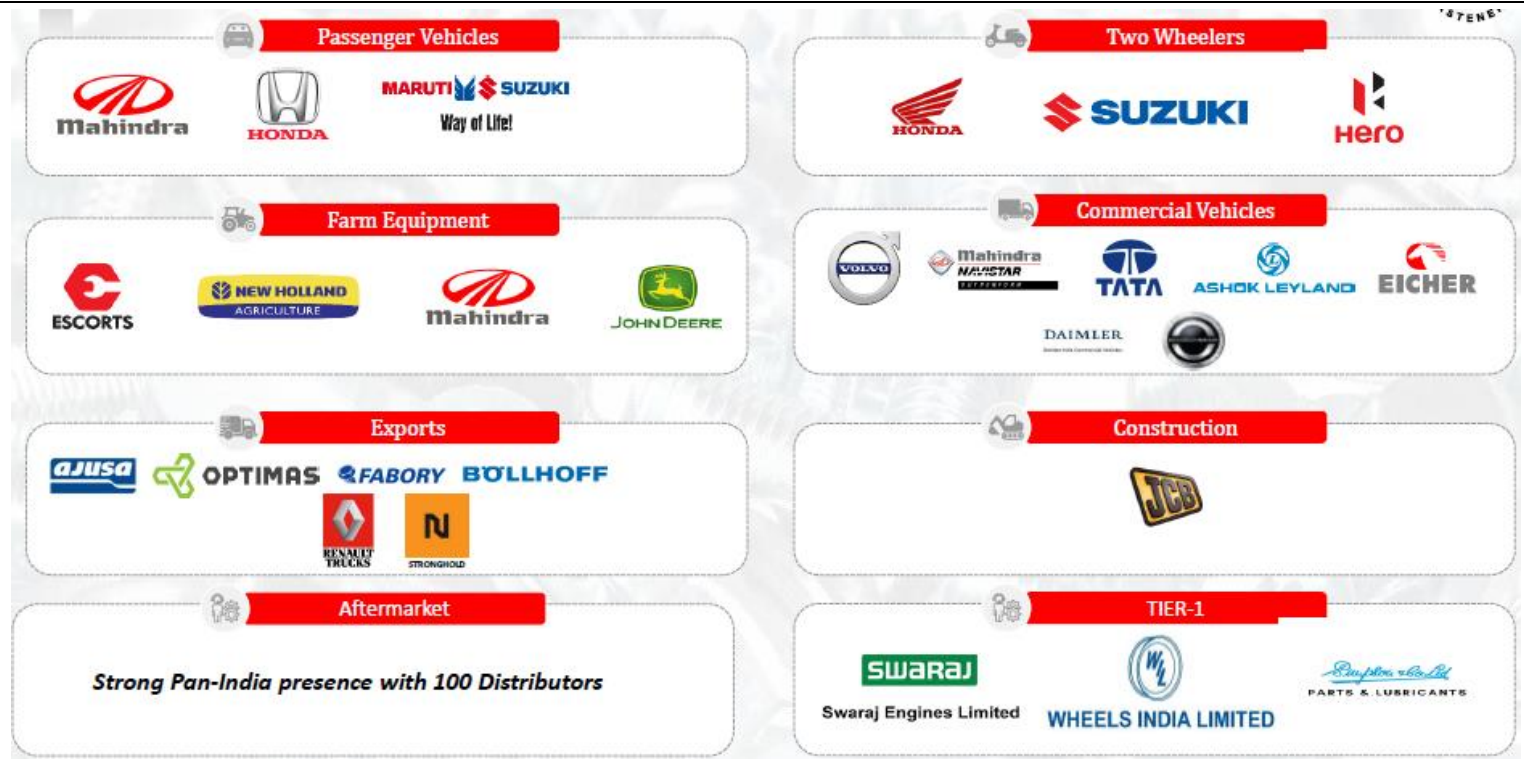 STENE
Passenger Vehicles
Two Wheelers
Mahindra
HONDA
MARUTI SUZUKI
Way of Life!
HONDA
SUZUKI
Hero
Farm Equipment
Commercial Vehicles
ESCORTS
NEW HOLLAND
AGRICULTURE
Mahindra
JOHN DEERE
VOLVO
Mahindra
NAVISTAR
TATA
ASHOK LEYLAND
EICHER
DAIMLER
Exports
Construction
ajusa
OPTIMAS
FABORY
BÖLLHOFF
RENAULT
TRUCKS
N
STRONGHOLD
JCB
Aftermarket
TIER-1
Strong Pan-India presence with 100 Distributors
SWARAJ
Swaraj Engines Limited
WL
WHEELS INDIA LIMITED
PARTS & LUBRICANTS